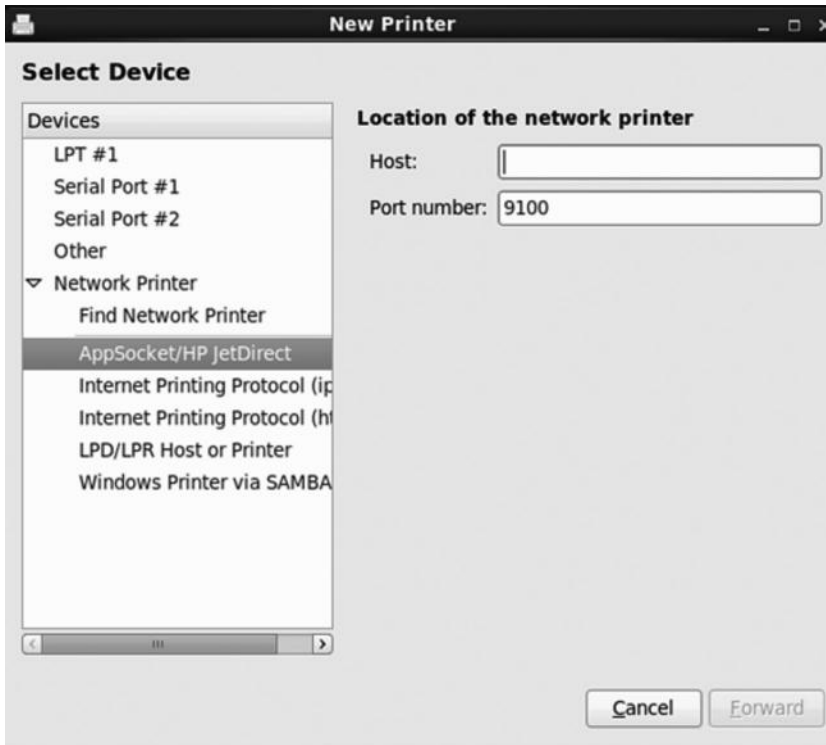 New Printer
Select Device
Devices
LPT #1
Serial Port #1
Serial Port #2
Other
Network Printer
Find Network Printer
AppSocket/HP JetDirect
Internet Printing Protocol (ip
Internet Printing Protocol (ht
LPD/LPR Host or Printer
Windows Printer via SAMBA
Location of the network printer
Host:
Port number: 9100
Cancel
Forward